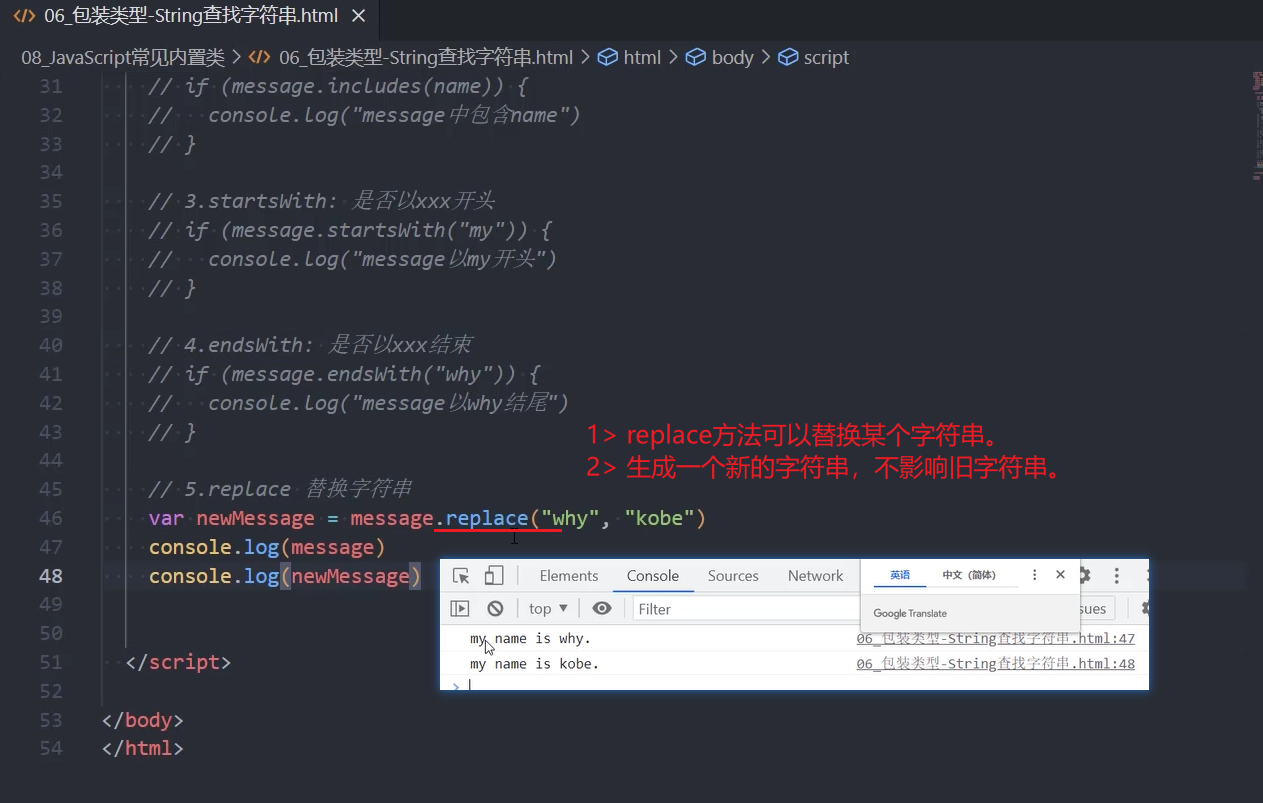 06_包装类型-String查找字符串.html
08_JavaScript常见内置类 > 06_包装类型-String查找字符串.html > html > body > script
31 // if (message.includes(name)) {
32 //   console.log("message中包含name")
33 // }
34
35 // 3.startsWith: 是否以xxx开头
36 // if (message.startsWith("my")) {
37 //   console.log("message以my开头")
38 // }
39
40 // 4.endsWith: 是否以xxx结束
41 // if (message.endsWith("why")) {
42 //   console.log("message以why结尾")
43 // }
1> replace方法可以替换某个字符串。
44
2> 生成一个新的字符串，不影响旧字符串。
45 // 5.replace 替换字符串
46 var newMessage = message.replace("why", "kobe")
47 console.log(message)
48 console.log(newMessage)
Elements Console Sources Network 英语 中文（简体）
49
top Filter Google Translate sues
50
my name is why. 06_包装类型-String查找字符串.html:47
51 </script>
my name is kobe. 06_包装类型-String查找字符串.html:48
52
53 </body>
54 </html>